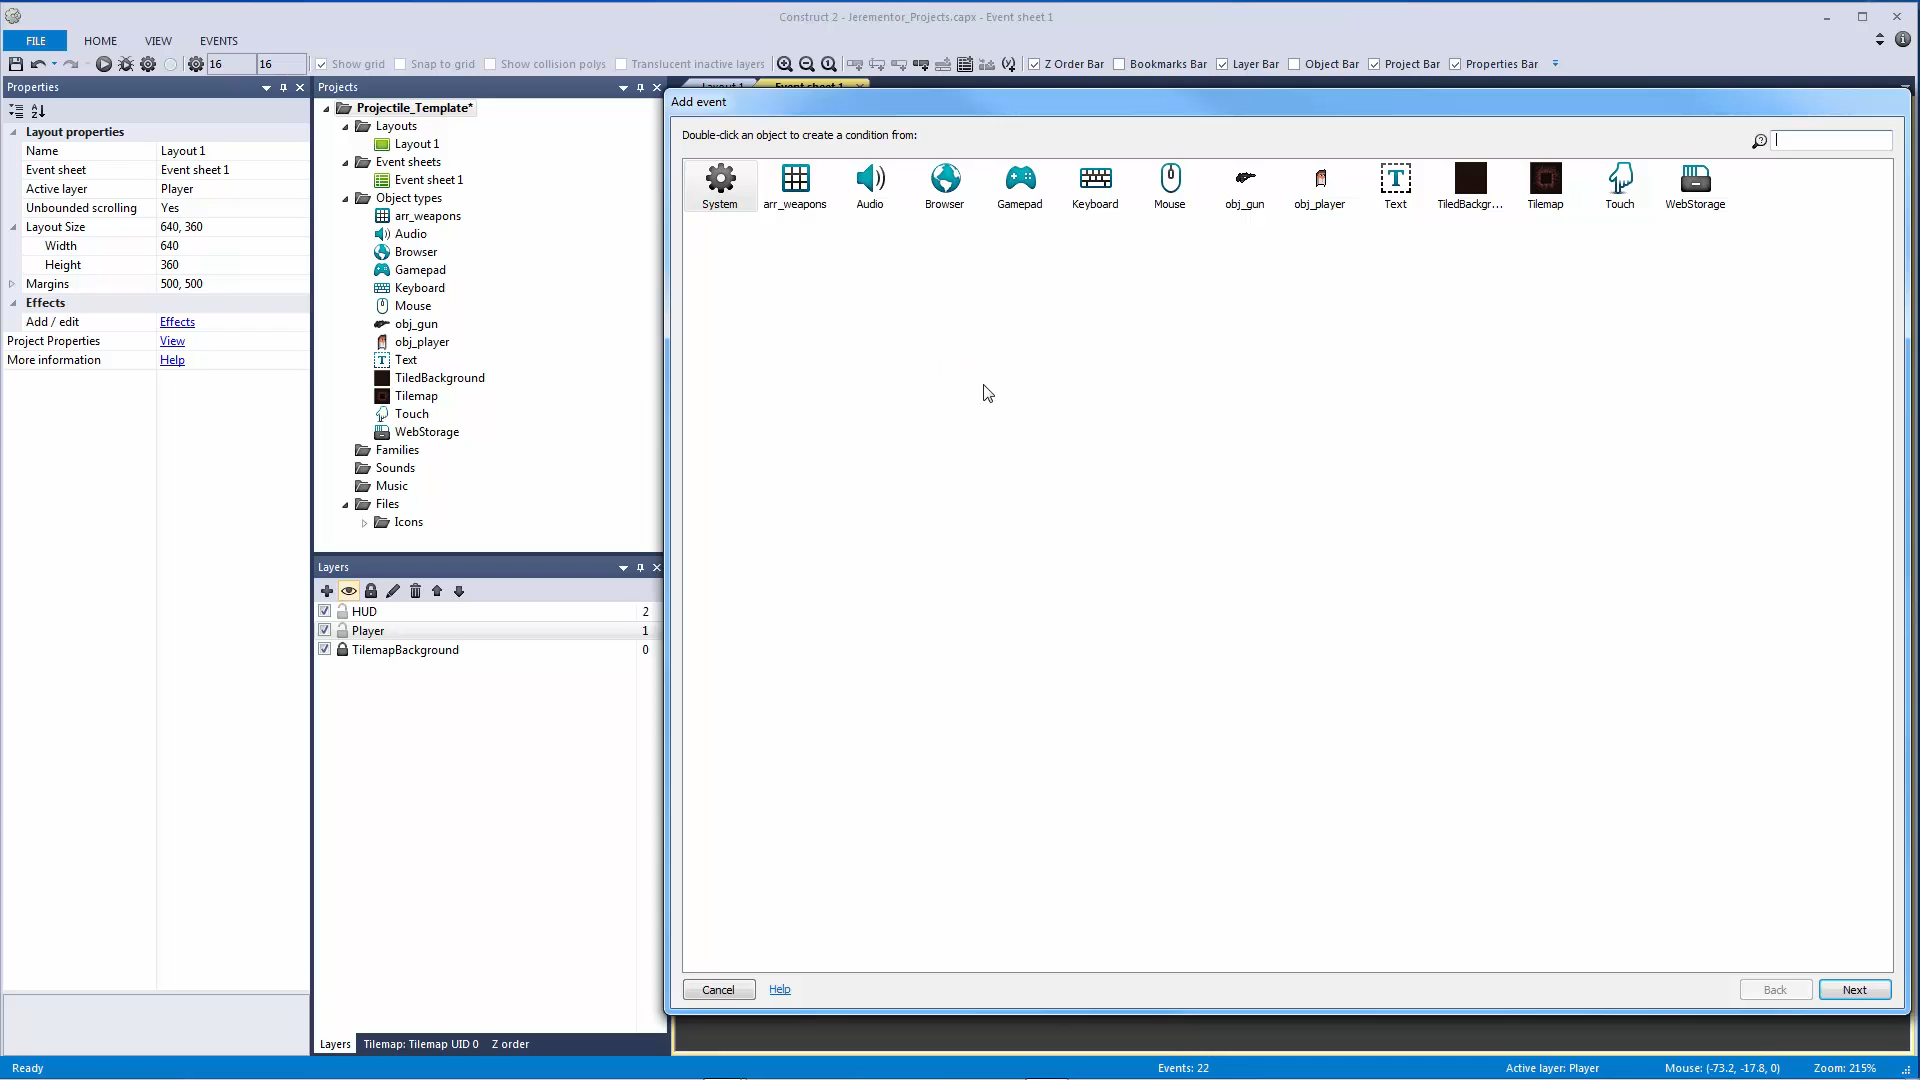 Construct 2 - Jerementor_Projects.capx - Event sheet 1
FILE HOME VIEW EVENTS
16 16 Show grid Snap to grid Show collision polys Translucent inactive layers Z Order Bar Bookmarks Bar Layer Bar Object Bar Project Bar Properties Bar
Properties
Layout properties
Name Layout 1
Event sheet Event sheet 1
Active layer Player
Unbounded scrolling Yes
Layout Size 640, 360
Width 640
Height 360
Margins 500, 500
Effects
Add / edit Effects
Project Properties View
More information Help
Projects
Projectile_Template*
Layouts
Layout 1
Event sheets
Event sheet 1
Object types
arr_weapons
Audio
Browser
Gamepad
Keyboard
Mouse
obj_gun
obj_player
Text
TiledBackground
Tilemap
Touch
WebStorage
Families
Sounds
Music
Files
Icons
Layers
HUD 2
Player 1
TilemapBackground 0
Layers Tilemap: Tilemap UID 0 Z order
Layout 1 Event sheet 1
Add event
Double-click an object to create a condition from:
System arr_weapons Audio Browser Gamepad Keyboard Mouse obj_gun obj_player Text TiledBackgr... Tilemap Touch WebStorage
Cancel Help Back Next
Ready Events: 22 Active layer: Player Mouse: (-73.2, -17.8, 0) Zoom: 215%